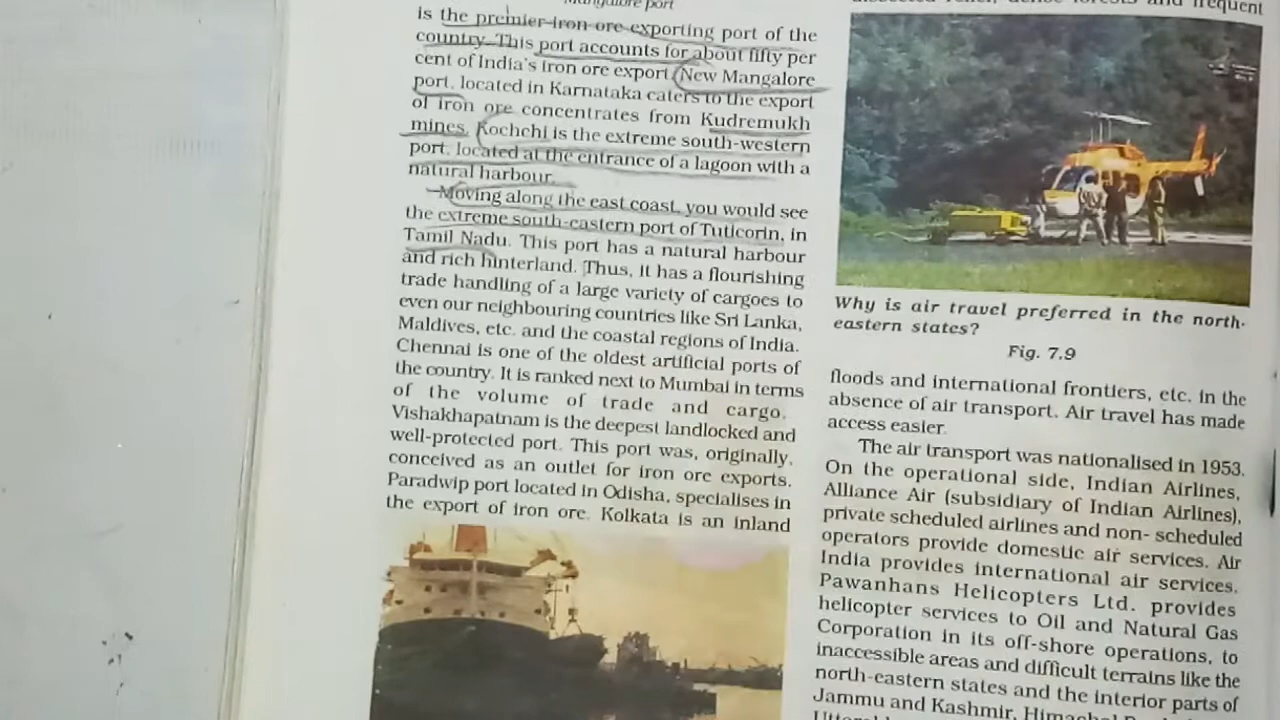 Mangalore port
is the premier iron ore exporting port of the
country. This port accounts for about fifty per
cent of India's iron ore export. New Mangalore
port, located in Karnataka caters to the export
of iron ore concentrates from Kudremukh
mines. Kochchi is the extreme south-western
port, located at the entrance of a lagoon with a
natural harbour.
Moving along the east coast, you would see
the extreme south-eastern port of Tuticorin, in
Tamil Nadu. This port has a natural harbour
and rich hinterland. Thus, it has a flourishing
trade handling of a large variety of cargoes to
even our neighbouring countries like Sri Lanka,
Maldives, etc. and the coastal regions of India.
Chennai is one of the oldest artificial ports of
the country. It is ranked next to Mumbai in terms
of the volume of trade and cargo.
Vishakhapatnam is the deepest landlocked and
well-protected port. This port was, originally,
conceived as an outlet for iron ore exports.
Paradwip port located in Odisha, specialises in
the export of iron ore. Kolkata is an inland
forests and frequent
Why is air travel preferred in the north-
eastern states?
Fig. 7.9
floods and international frontiers, etc. in the
absence of air transport. Air travel has made
access easier.
The air transport was nationalised in 1953.
On the operational side, Indian Airlines,
Alliance Air (subsidiary of Indian Airlines),
private scheduled airlines and non- scheduled
operators provide domestic air services. Air
India provides international air services.
Pawanhans Helicopters Ltd. provides
helicopter services to Oil and Natural Gas
Corporation in its off-shore operations, to
inaccessible areas and difficult terrains like the
north-eastern states and the interior parts of
Jammu and Kashmir,